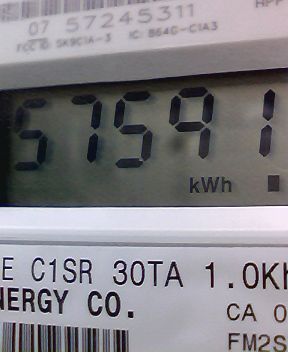 07 57245311
FCC ID: SK9C1A-3 IC: 864G-C1A3
57591
kWh
E C1SR 30TA 1.0K
NERGY CO.
CA 0
FM2S